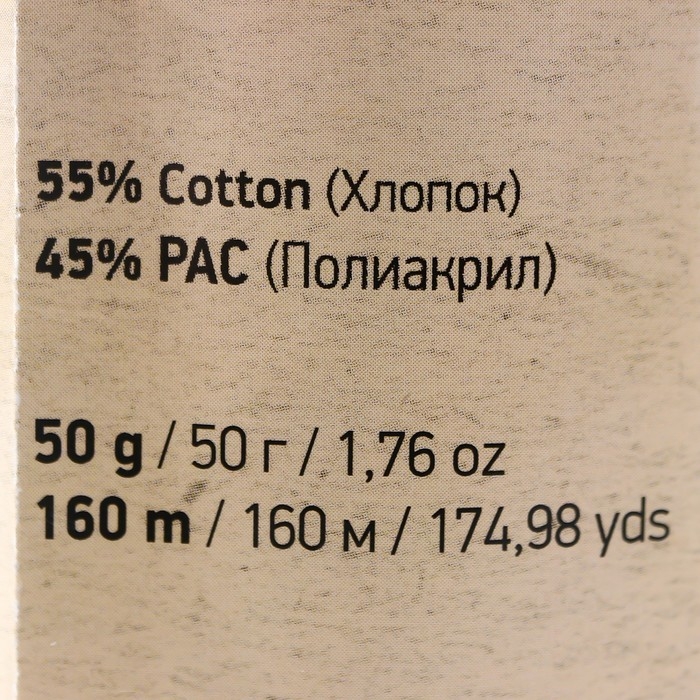 55% Cotton (Хлопок)
45% PAC (Полиакрил)
50 g / 50 г / 1,76 oz
160 m / 160 м / 174,98 yds